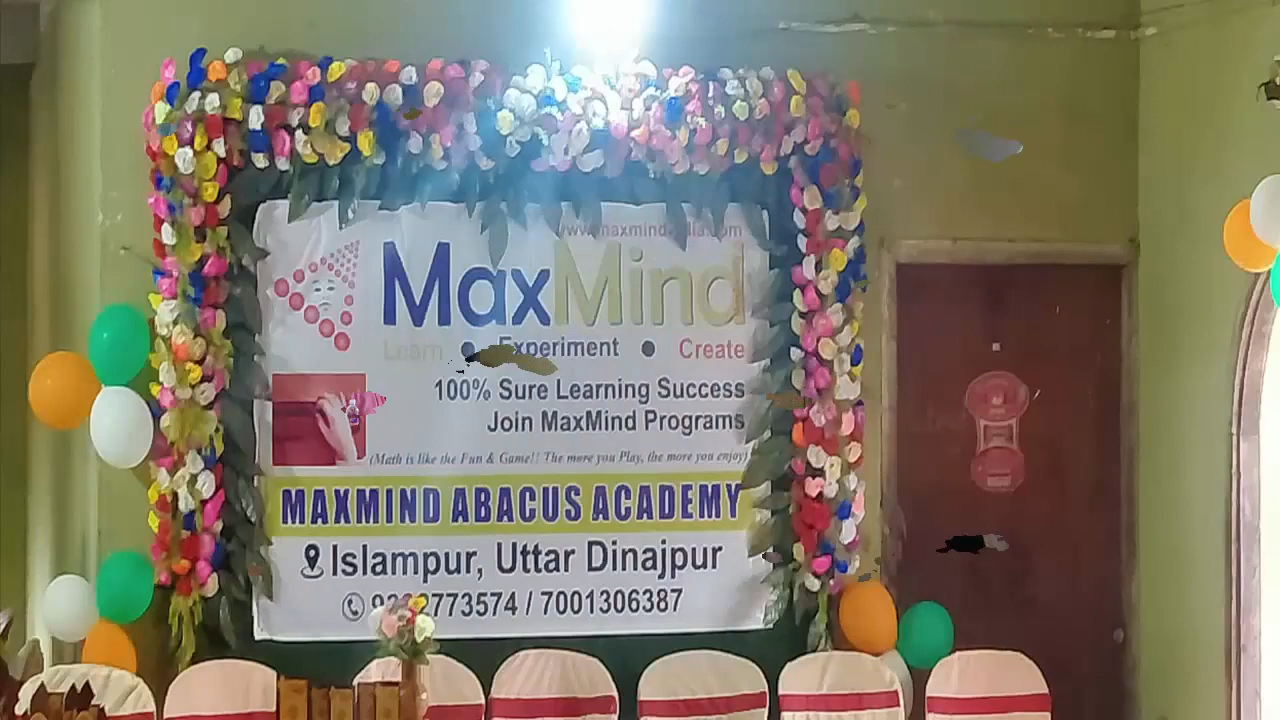 MaxMind
Learn • Experiment • Create
100% Sure Learning Success
Join MaxMind Programs
(Math is like the Fun & Game!! The more you Play, the more you enjoy)
MAXMIND ABACUS ACADEMY
Islampur, Uttar Dinajpur
/ 7001306387